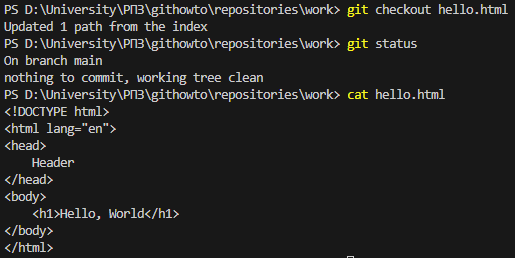 PS D:\University\РПЗ\githowto\repositories\work> git checkout hello.html
Updated 1 path from the index
PS D:\University\РПЗ\githowto\repositories\work> git status
On branch main
nothing to commit, working tree clean
PS D:\University\РПЗ\githowto\repositories\work> cat hello.html
<!DOCTYPE html>
<html lang="en">
<head>
    Header
</head>
<body>
    <h1>Hello, World</h1>
</body>
</html>